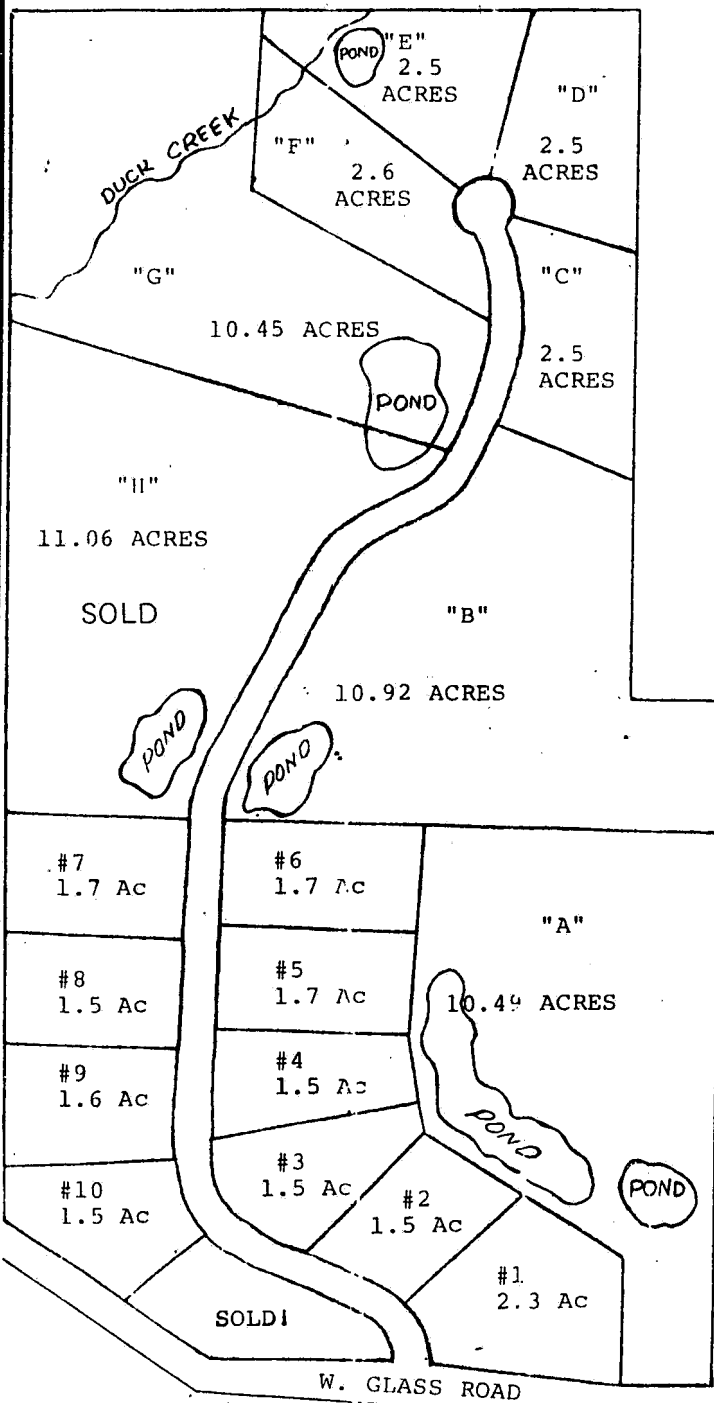 POND
"E"
2.5
ACRES
"D"
2.5
ACRES
DUCK CREEK
"F"
2.6
ACRES
"G"
10.45 ACRES
"C"
2.5
ACRES
POND
"H"
11.06 ACRES
SOLD
"B"
10.92 ACRES
POND
POND
#7
1.7 Ac
#6
1.7 Ac
"A"
10.49 ACRES
#8
1.5 Ac
#5
1.7 Ac
#9
1.6 Ac
#4
1.5 Ac
POND
POND
#10
1.5 Ac
#3
1.5 Ac
#2
1.5 Ac
#1
2.3 Ac
SOLD!
W. GLASS ROAD